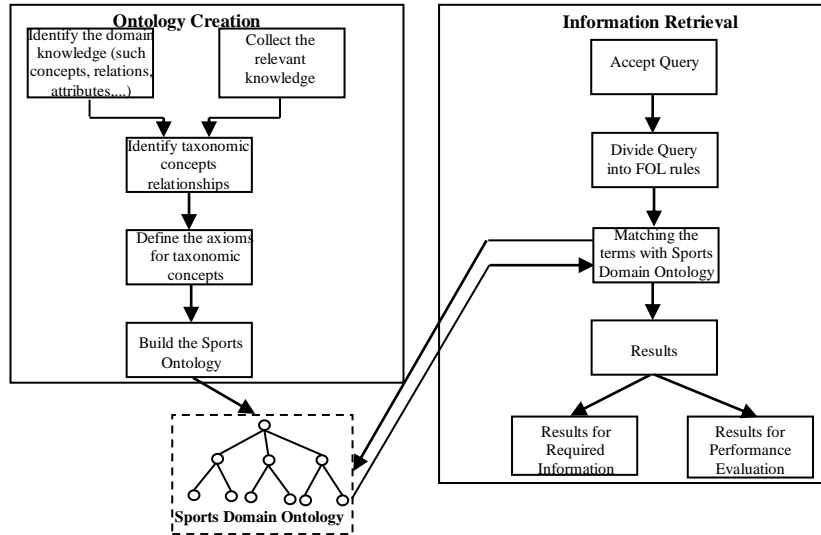 Ontology Creation
Identify the domain
knowledge (such
concepts, relations,
attributes,...)
Collect the
relevant
knowledge
Identify taxonomic
concepts
relationships
Define the axioms
for taxonomic
concepts
Build the Sports
Ontology
Sports Domain Ontology
Information Retrieval
Accept Query
Divide Query
into FOL rules
Matching the
terms with Sports
Domain Ontology
Results
Results for
Required
Information
Results for
Performance
Evaluation